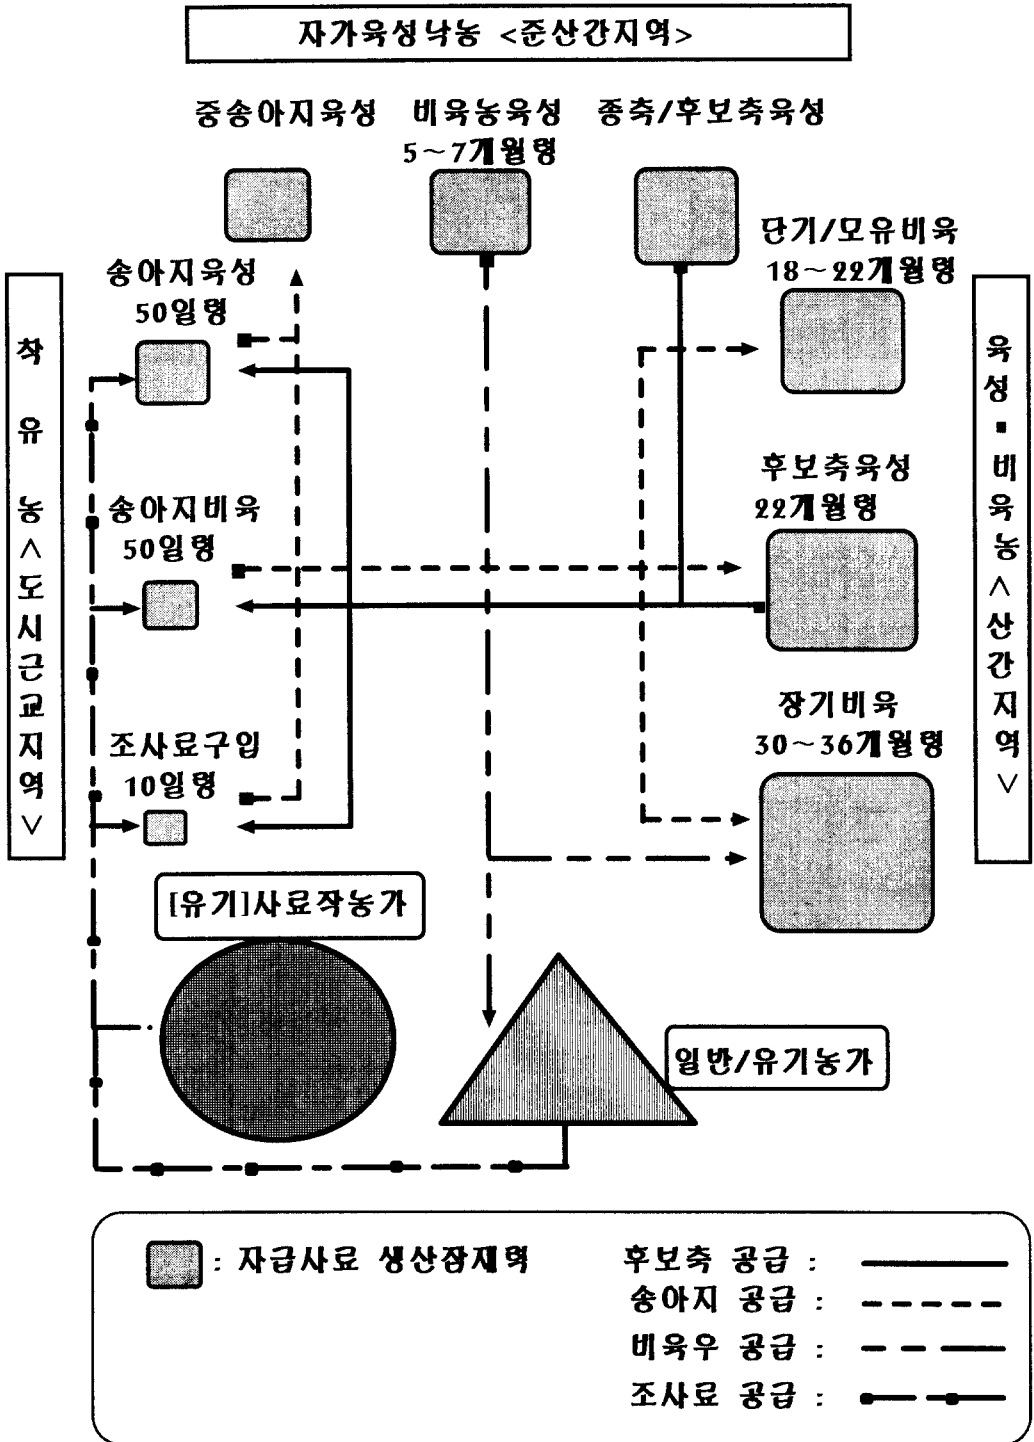 자가육성낙농 <준산간지역>
중송아지육성
비육농육성
5~7개월령
종축/후보축육성
단기/모유비육
18~22개월령
송아지육성
50일령
착유농<도시근교지역>
육성▪비육농<산간지역>
송아지비육
50일령
후보축육성
22개월령
조사료구입
10일령
장기비육
30~36개월령
[유기]사료작농가
일반/유기농가
: 자급사료 생산잠재력
후보축 공급 :
송아지 공급 :
비육우 공급 :
조사료 공급 :